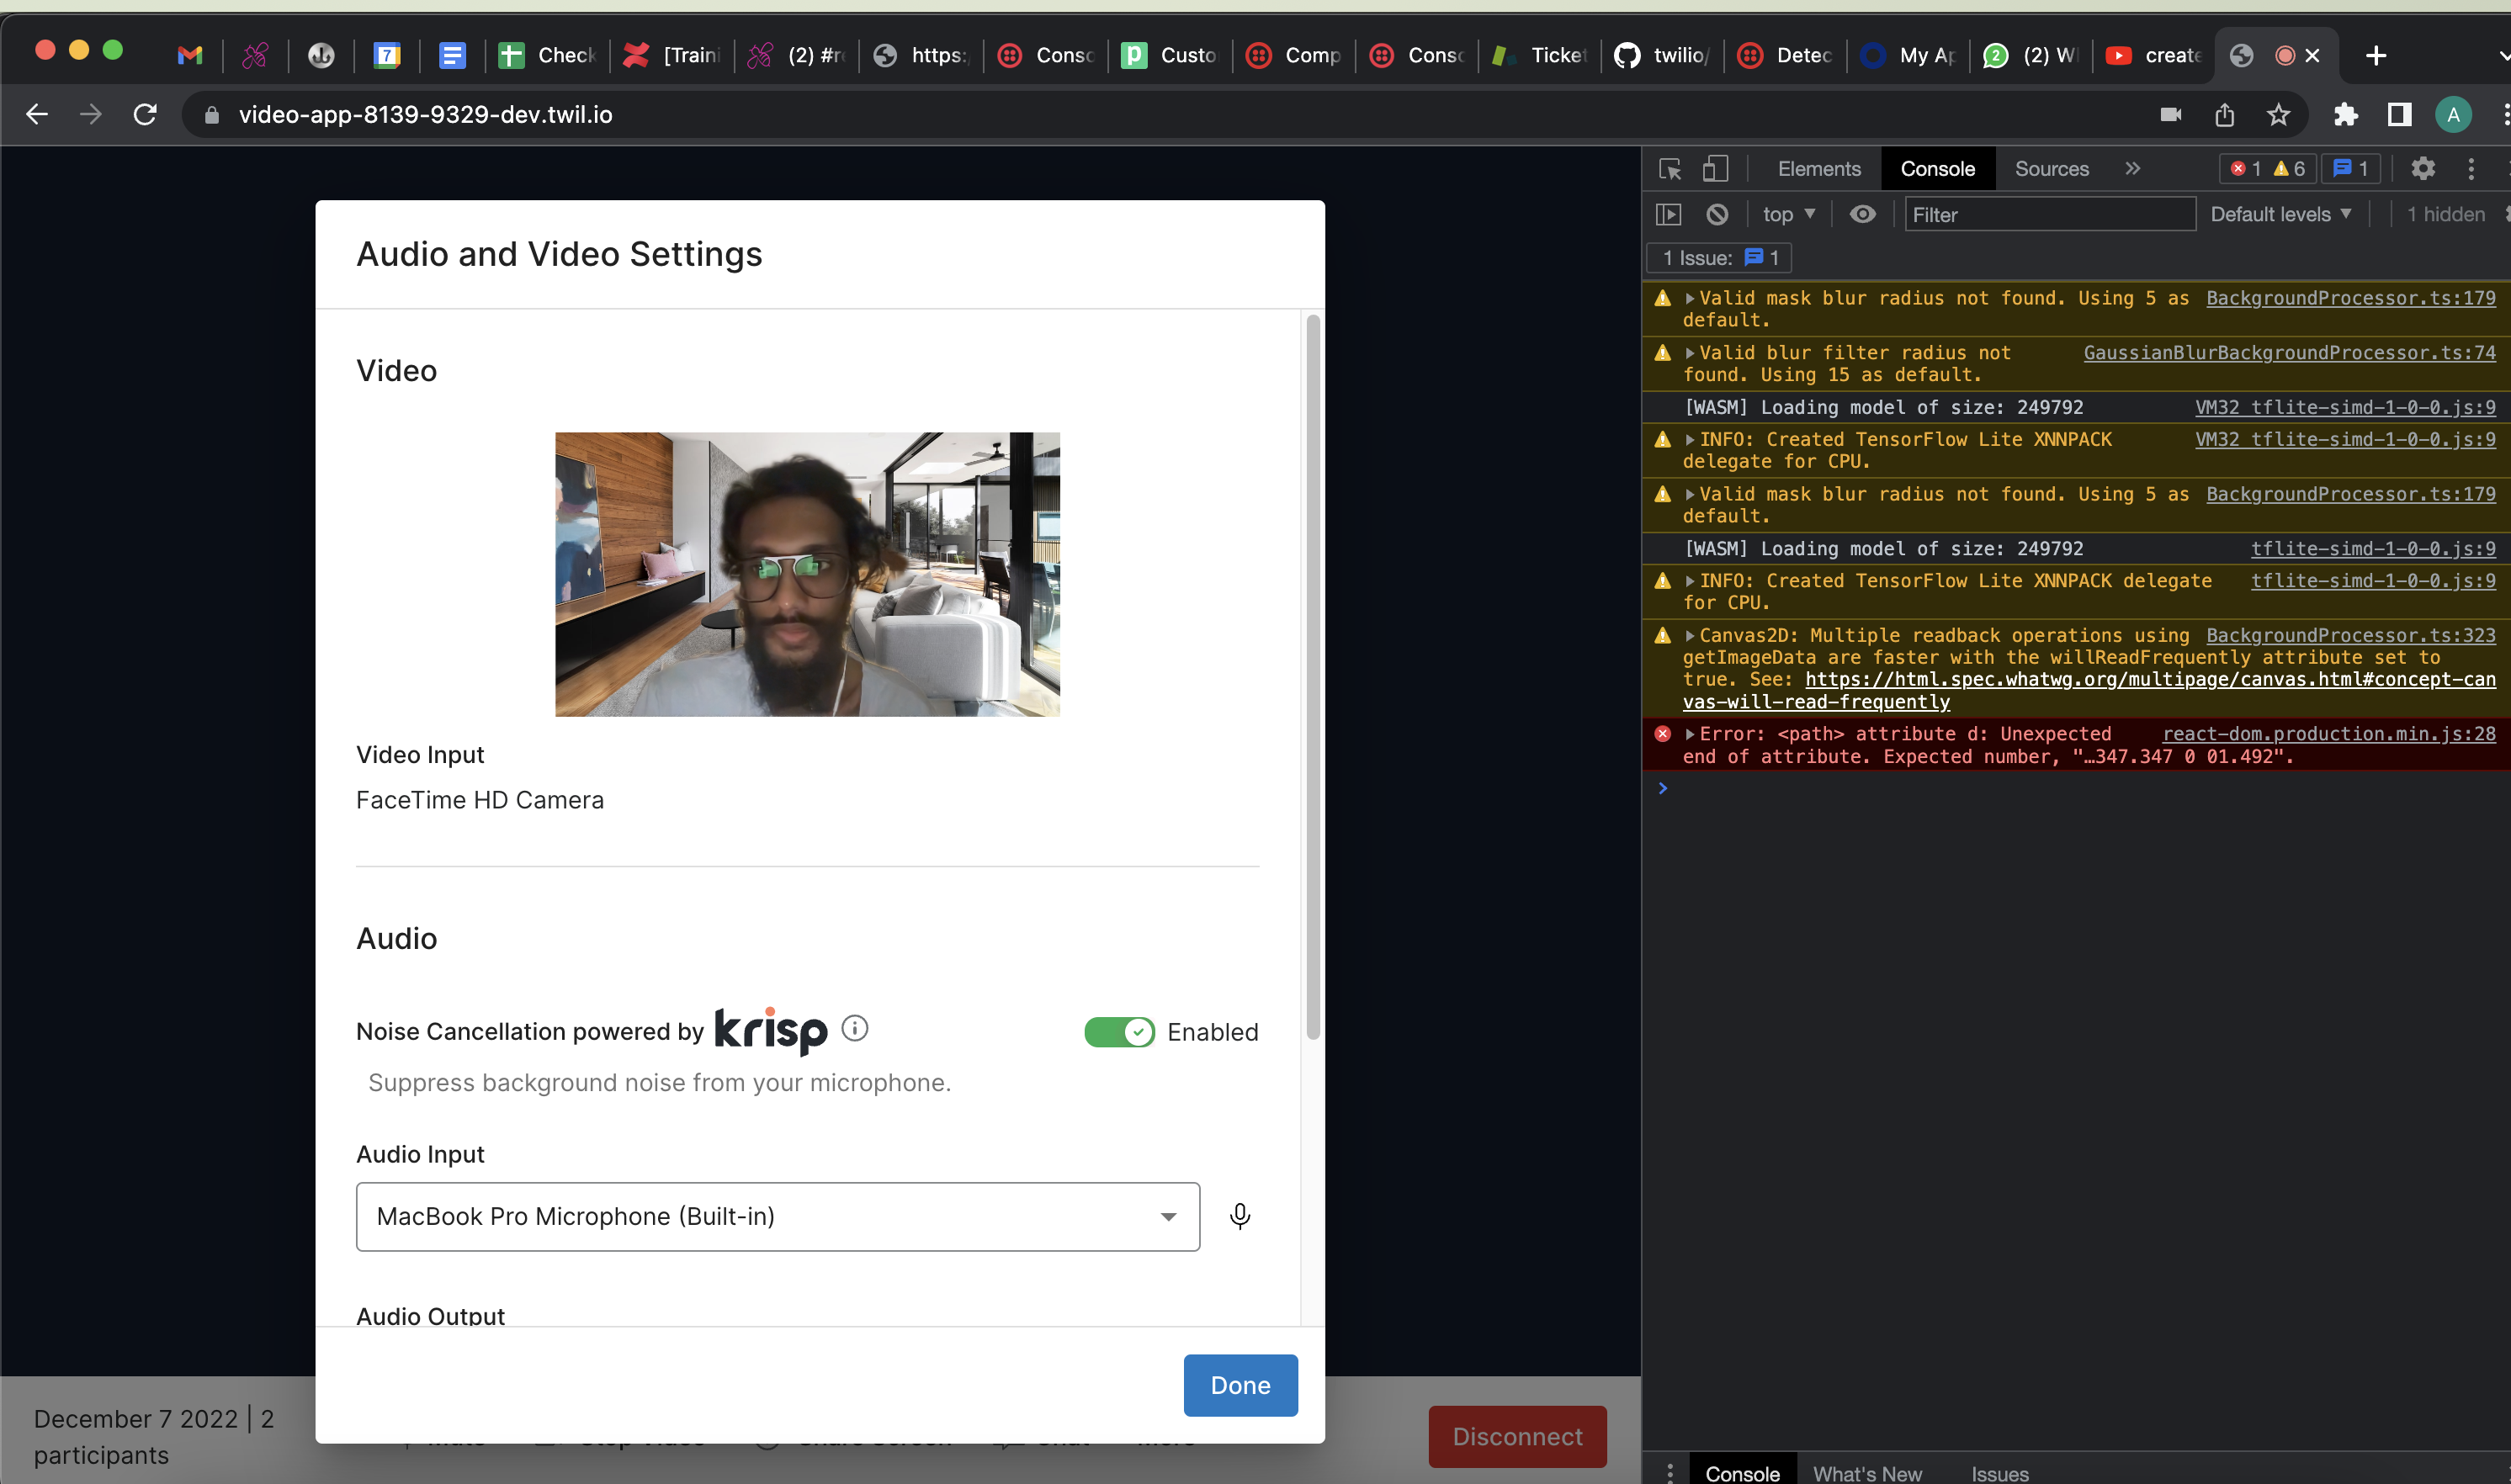 7
Check
[Traini
(2) #re
https:
Conso
Custo
Comp
Conso
Ticket
twilio/
Detec
My Ap
2
(2) W
create
video-app-8139-9329-dev.twil.io
A
Elements
Console
Sources
1
6
1
top
Filter
Default levels
1 hidden
1 Issue:
1
Valid mask blur radius not found. Using 5 as BackgroundProcessor.ts:179
default.
Valid blur filter radius not GaussianBlurBackgroundProcessor.ts:74
found. Using 15 as default.
[WASM] Loading model of size: 249792 VM32 tflite-simd-1-0-0.js:9
INFO: Created TensorFlow Lite XNNPACK VM32 tflite-simd-1-0-0.js:9
delegate for CPU.
Valid mask blur radius not found. Using 5 as BackgroundProcessor.ts:179
default.
[WASM] Loading model of size: 249792 tflite-simd-1-0-0.js:9
INFO: Created TensorFlow Lite XNNPACK delegate tflite-simd-1-0-0.js:9
for CPU.
Canvas2D: Multiple readback operations using BackgroundProcessor.ts:323
getImageData are faster with the willReadFrequently attribute set to
true. See: https://html.spec.whatwg.org/multipage/canvas.html#concept-can
vas-will-read-frequently
Error: <path> attribute d: Unexpected react-dom.production.min.js:28
end of attribute. Expected number, "…347.347 0 01.492".
Console
What's New
Issues
Audio and Video Settings
Video
Video Input
FaceTime HD Camera
Audio
Noise Cancellation powered by krisp
Enabled
Suppress background noise from your microphone.
Audio Input
MacBook Pro Microphone (Built-in)
Audio Output
Done
December 7 2022 | 2
participants
Disconnect